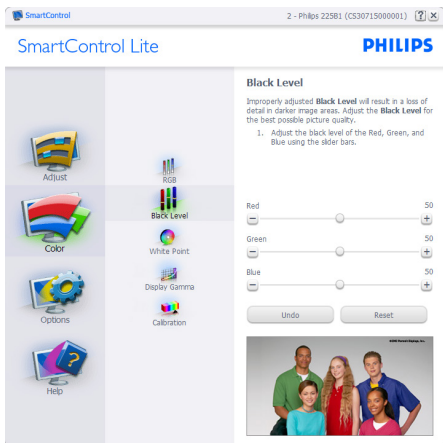 SmartControl
2 - Philips 225B1 (CS30715000001)
SmartControl Lite
PHILIPS
Adjust
Color
Options
Help
RGB
Black Level
White Point
Display Gamma
Calibration
Black Level
Improperly adjusted Black Level will result in a loss of
detail in darker image areas. Adjust the Black Level for
the best possible picture quality.
1. Adjust the black level of the Red, Green, and
Blue using the slider bars.
Red 50
Green 50
Blue 50
Undo Reset